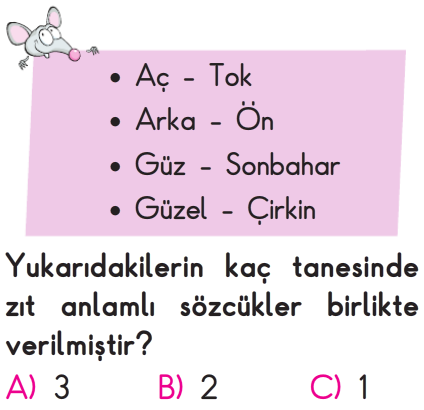 • Aç - Tok
• Arka - Ön
• Güz - Sonbahar
• Güzel - Çirkin
Yukarıdakilerin kaç tanesinde
zıt anlamlı sözcükler birlikte
verilmiştir?
A) 3 B) 2 C) 1